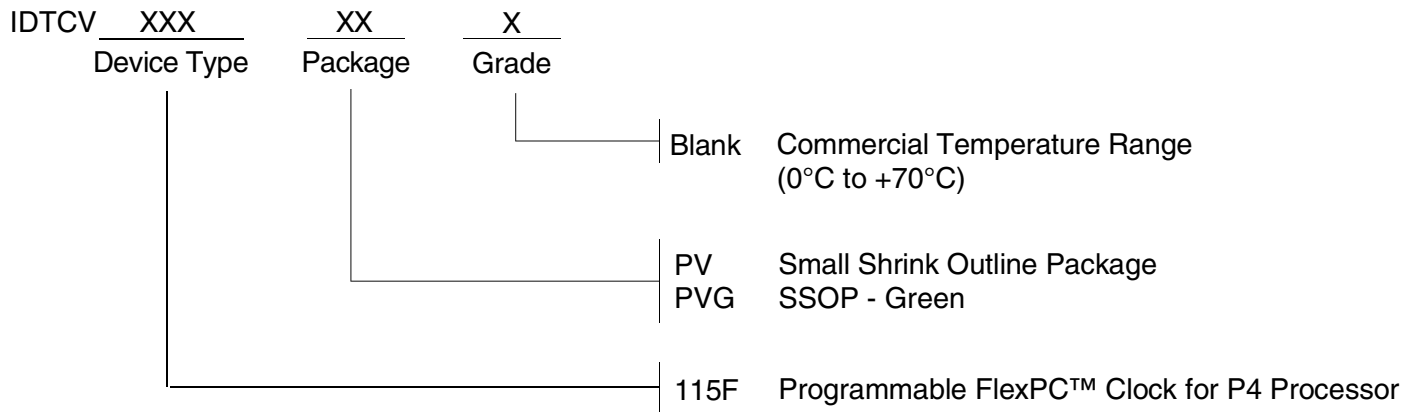 IDTCV XXX XX X
Device Type Package Grade
Blank Commercial Temperature Range
(0°C to +70°C)
PV Small Shrink Outline Package
PVG SSOP - Green
115F Programmable FlexPC™ Clock for P4 Processor